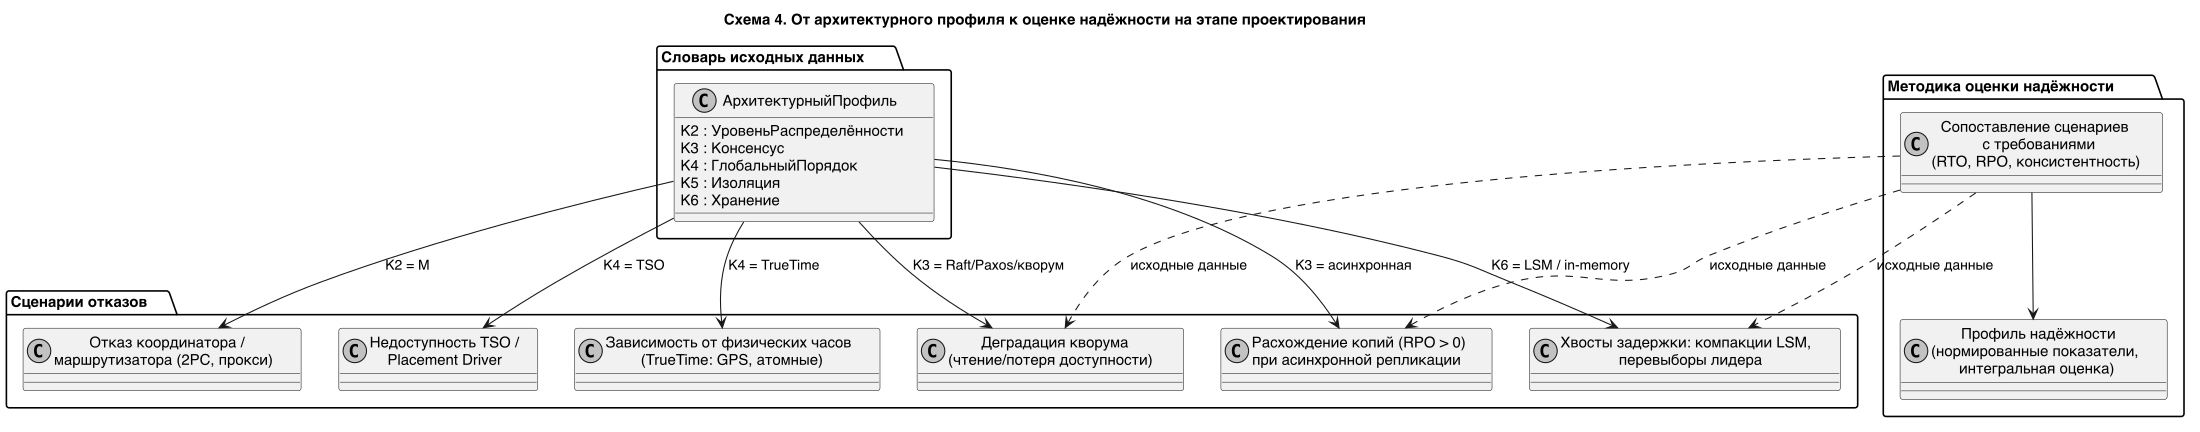 Схема 4. От архитектурного профиля к оценке надёжности на этапе проектирования
Словарь исходных данных
C АрхитектурныйПрофиль
K2 : УровеньРаспределённости
K3 : Консенсус
K4 : ГлобальныйПорядок
K5 : Изоляция
K6 : Хранение
Методика оценки надёжности
C Сопоставление сценариев
с требованиями
(RTO, RPO, консистентность)
K2 = M
K4 = TSO
K4 = TrueTime
K3 = Raft/Paxos/кворум
исходные данные
K3 = асинхронная
K6 = LSM / in-memory
исходные данные
исходные данные
Сценарии отказов
C Отказ координатора /
маршрутизатора (2PC, прокси)
C Недоступность TSO /
Placement Driver
C Зависимость от физических часов
(TrueTime: GPS, атомные)
C Деградация кворума
(чтение/потеря доступности)
C Расхождение копий (RPO > 0)
при асинхронной репликации
C Хвосты задержки: компакции LSM,
перевыборы лидера
C Профиль надёжности
(нормированные показатели,
интегральная оценка)